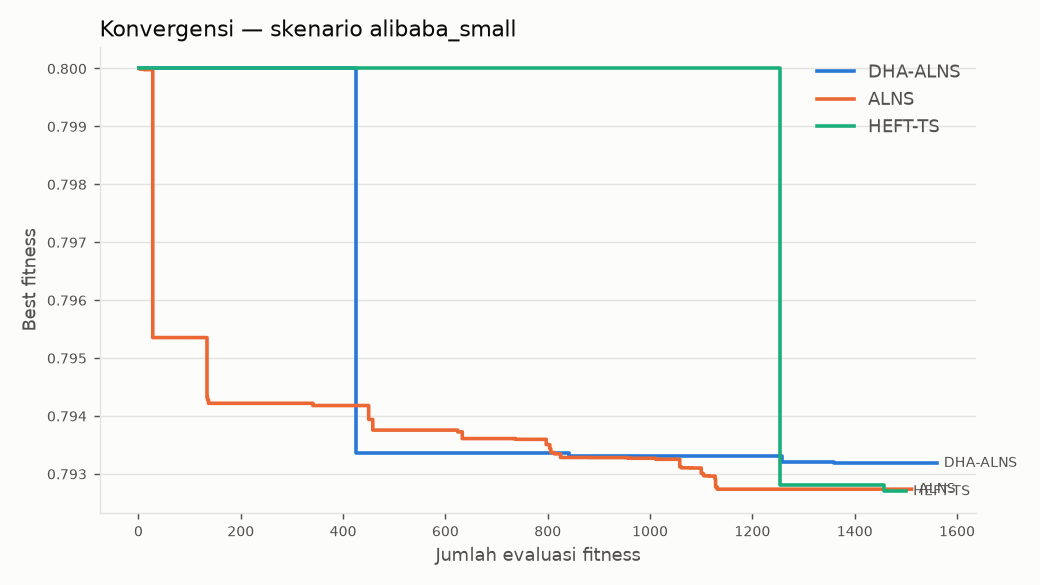 Konvergensi — skenario alibaba_small
0.800
0.799
0.798
0.797
0.796
0.795
0.794
0.793
Best fitness
DHA-ALNS
ALNS
HEFT-TS
DHA-ALNS
ALNS
HEFT-TS
0
200
400
600
800
1000
1200
1400
1600
Jumlah evaluasi fitness